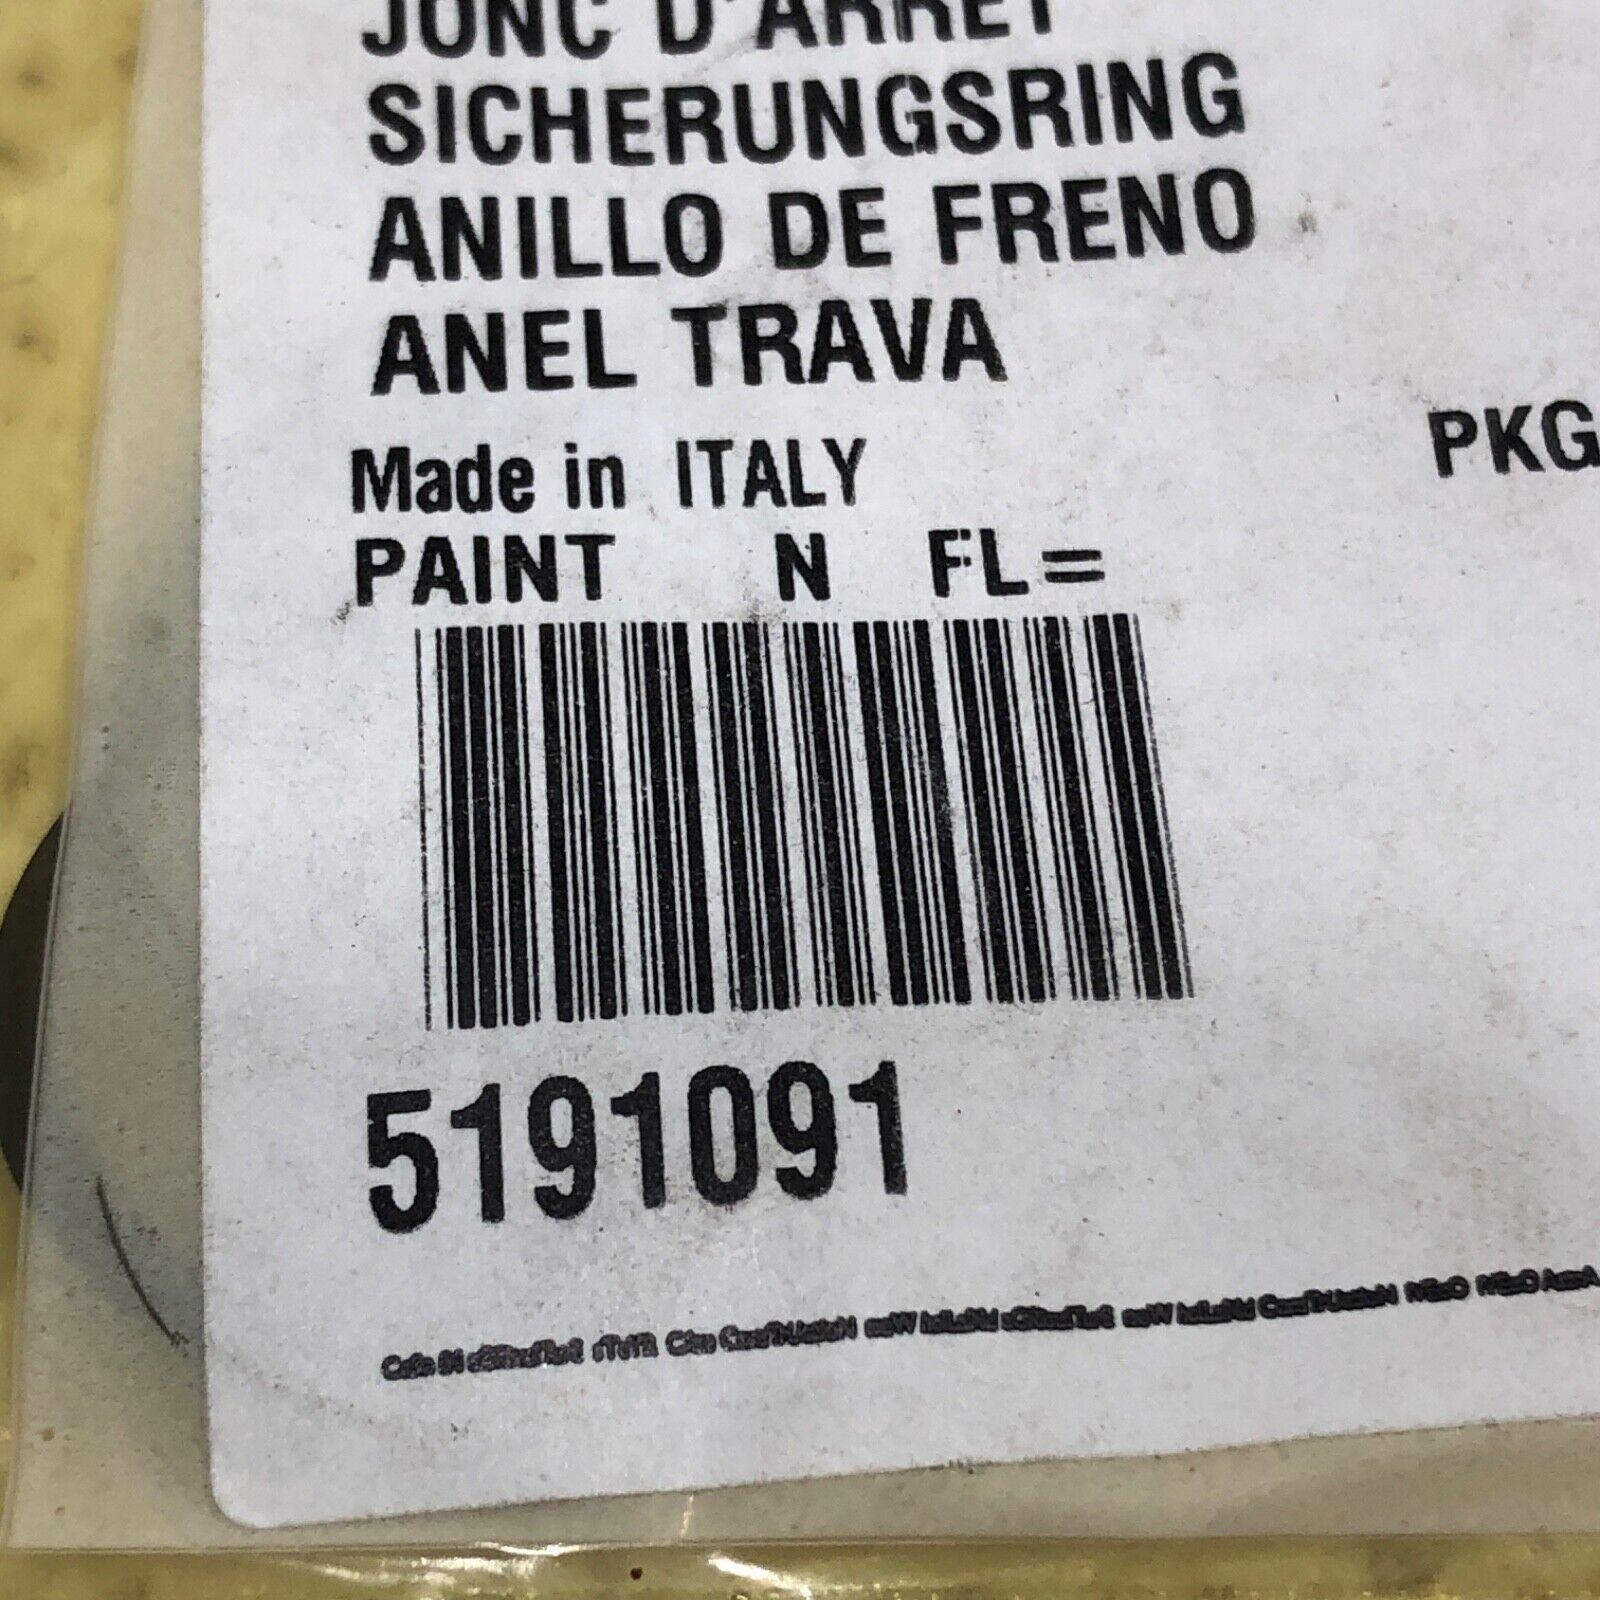 JONC D'ARRET
SICHERUNGSRING
ANILLO DE FRENO
ANEL TRAVA
Made in ITALY
PKG
PAINT N FL=
5191091